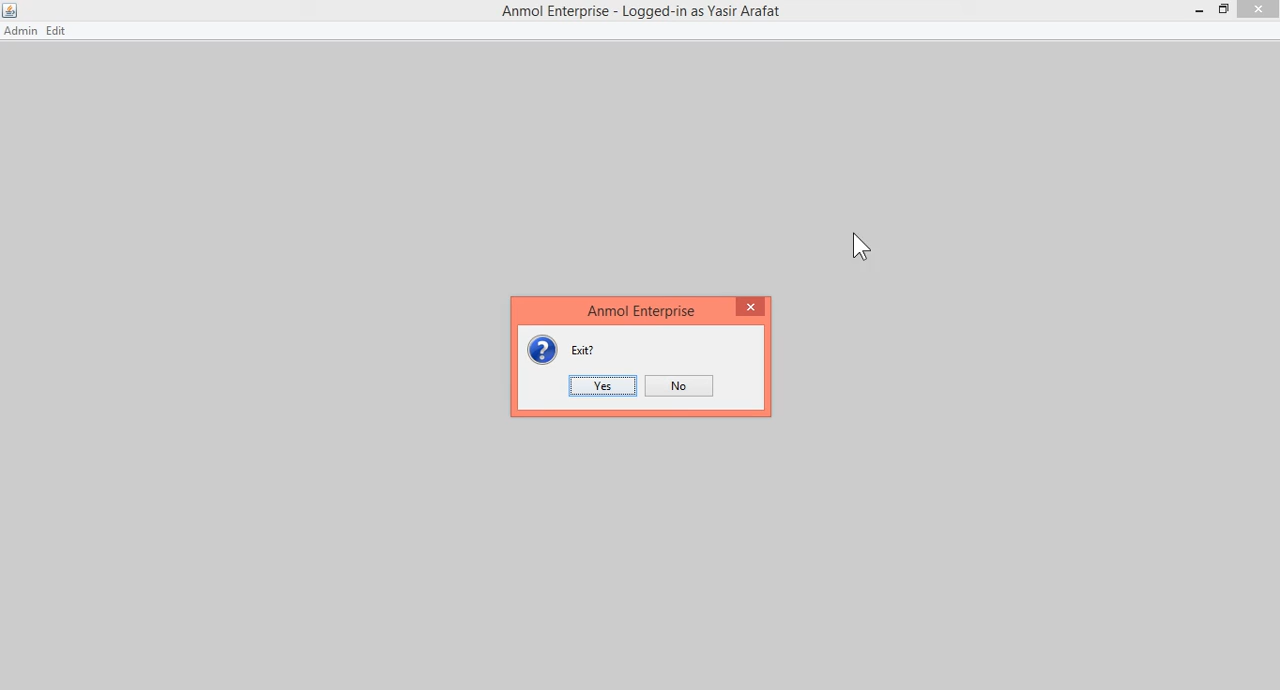 Anmol Enterprise - Logged-in as Yasir Arafat
Admin Edit
Anmol Enterprise
Exit?
Yes No